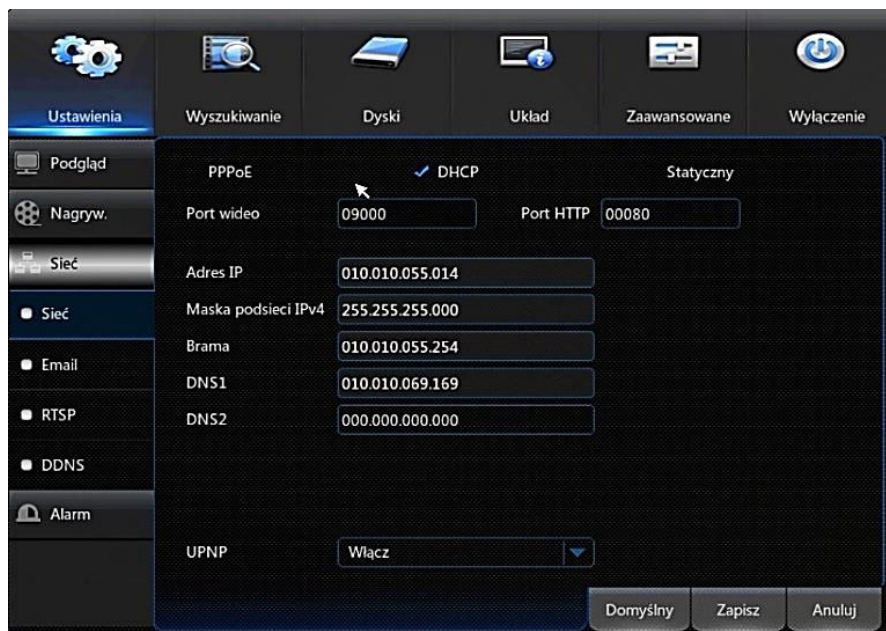 Ustawienia Wyszukiwanie Dyski Układ Zaawansowane Wyłączenie
Podgląd
Nagryw.
Sieć
Sieć
Email
RTSP
DDNS
Alarm
PPPoE DHCP Statyczny
Port wideo 09000 Port HTTP 00080
Adres IP 010.010.055.014
Maska podsieci IPv4 255.255.255.000
Brama 010.010.055.254
DNS1 010.010.069.169
DNS2 000.000.000.000
UPNP Włącz
Domyślny Zapisz Anuluj